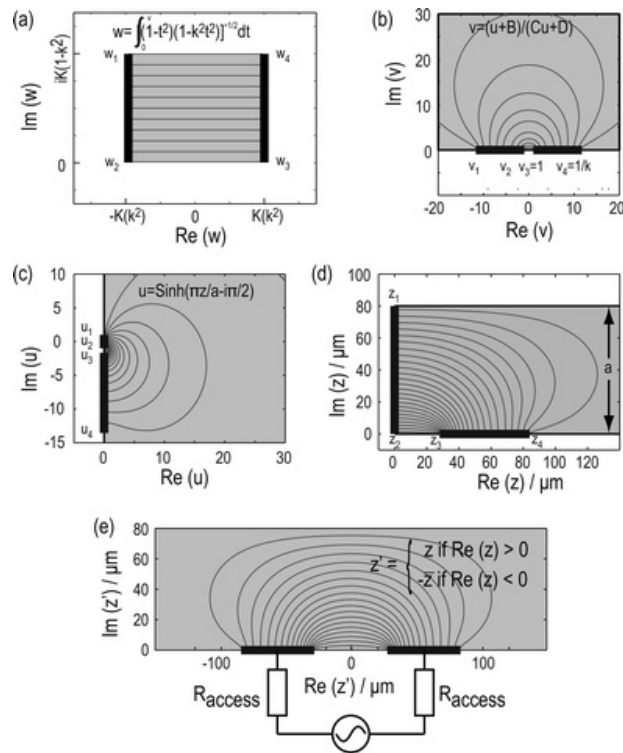 (a)
w=∫[(1-t²)(1-k²t²)]^-1/2dt
v
0
w₁
w₄
w₂
w₃
iK(1-k²)
0
Im (w)
-K(k²)
0
K(k²)
Re (w)
(b)
v=(u+B)/(Cu+D)
30
20
10
0
Im (v)
v₁
v₂
v₃=1
v₄=1/k
-20
-10
0
10
20
Re (v)
(c)
u=Sinh(πz/a-iπ/2)
10
5
0
-5
-10
-15
Im (u)
u₁
u₂
u₃
u₄
0
10
20
30
Re (u)
(d)
100
80
60
40
20
0
Im (z) / µm
z₁
a
z₂
z₃
z₄
0
20
40
60
80
100
120
Re (z) / µm
(e)
80
60
40
20
0
Im (z') / µm
z' = { z if Re (z) > 0
-z̄ if Re (z) < 0
-100
0
100
Re (z') / µm
Raccess
Raccess